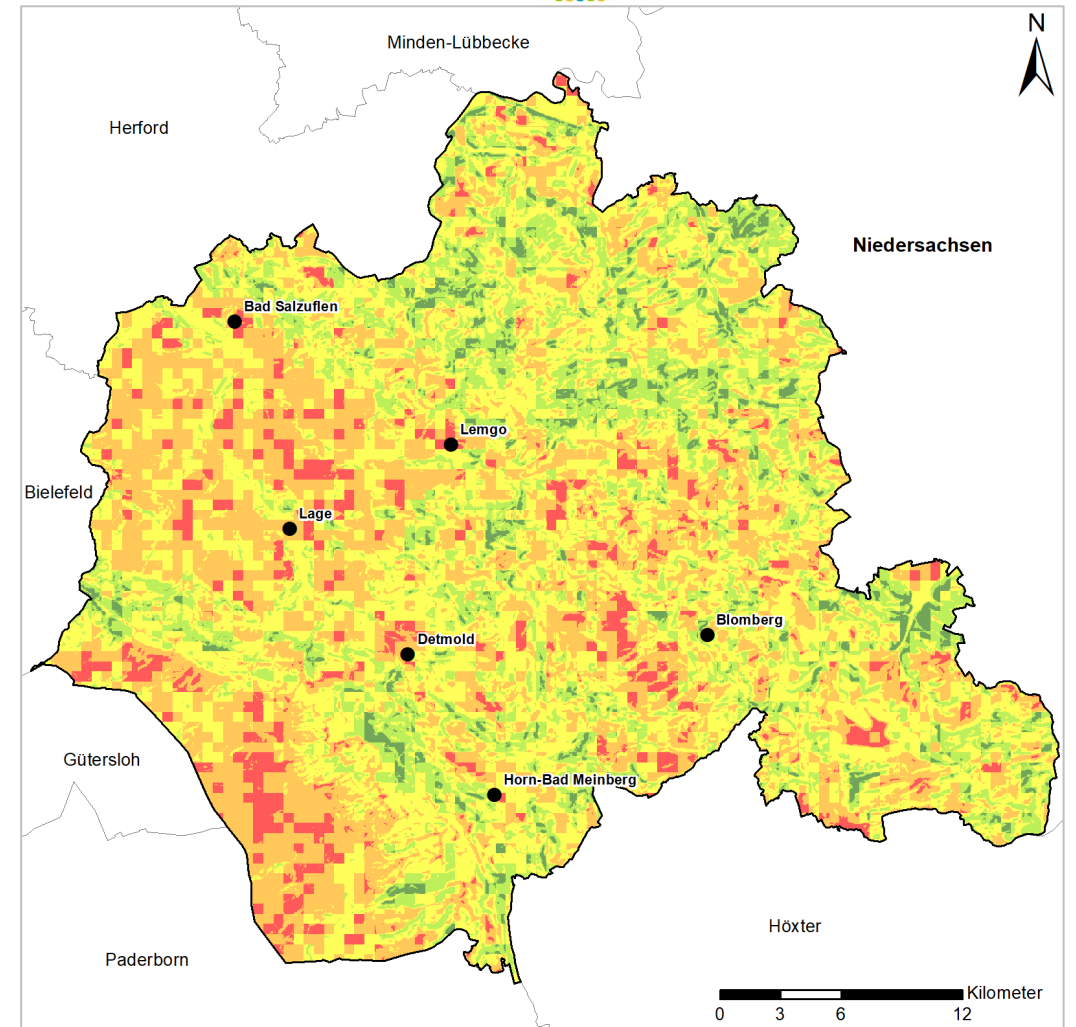 N
Minden-Lübbecke
Herford
Niedersachsen
Bad Salzuflen
Lemgo
Bielefeld
Lage
Blomberg
Detmold
Gütersloh
Horn-Bad Meinberg
Höxter
Paderborn
Kilometer
0 3 6 12